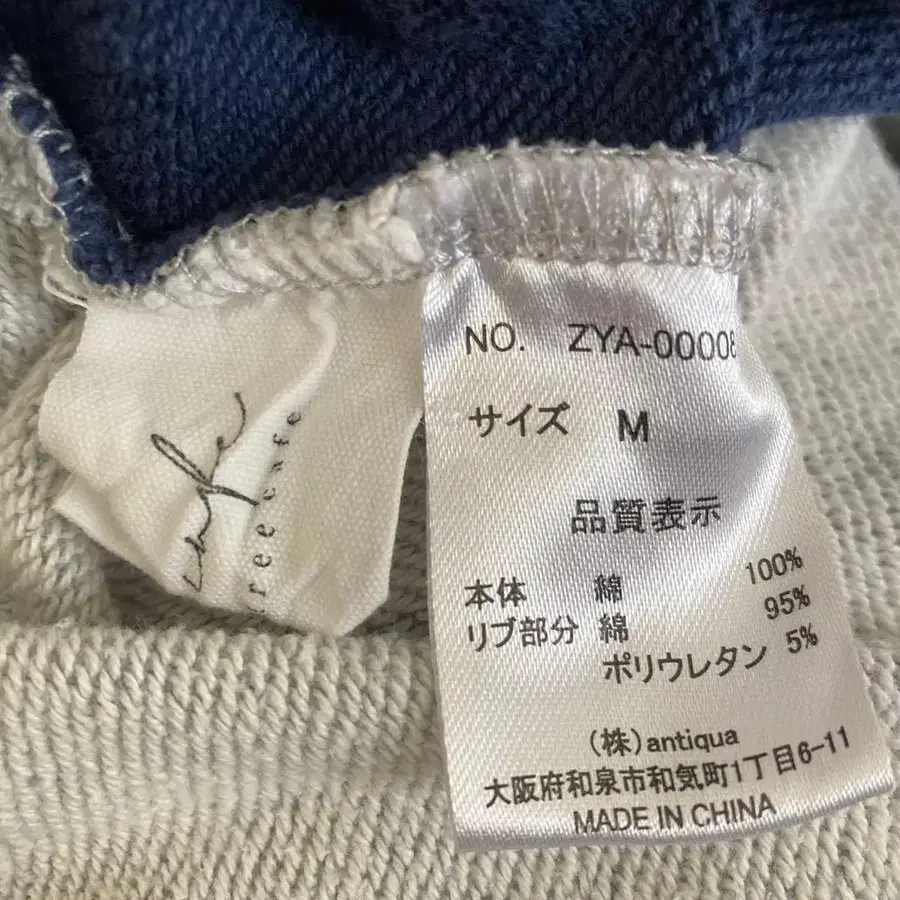 NO. ZYA-00008
サイズ M
品質表示
本体 綿 100%
リブ部分 綿 95%
ポリウレタン 5%
(株)antiqua
大阪府和泉市和気町1丁目6-11
MADE IN CHINA
cafe